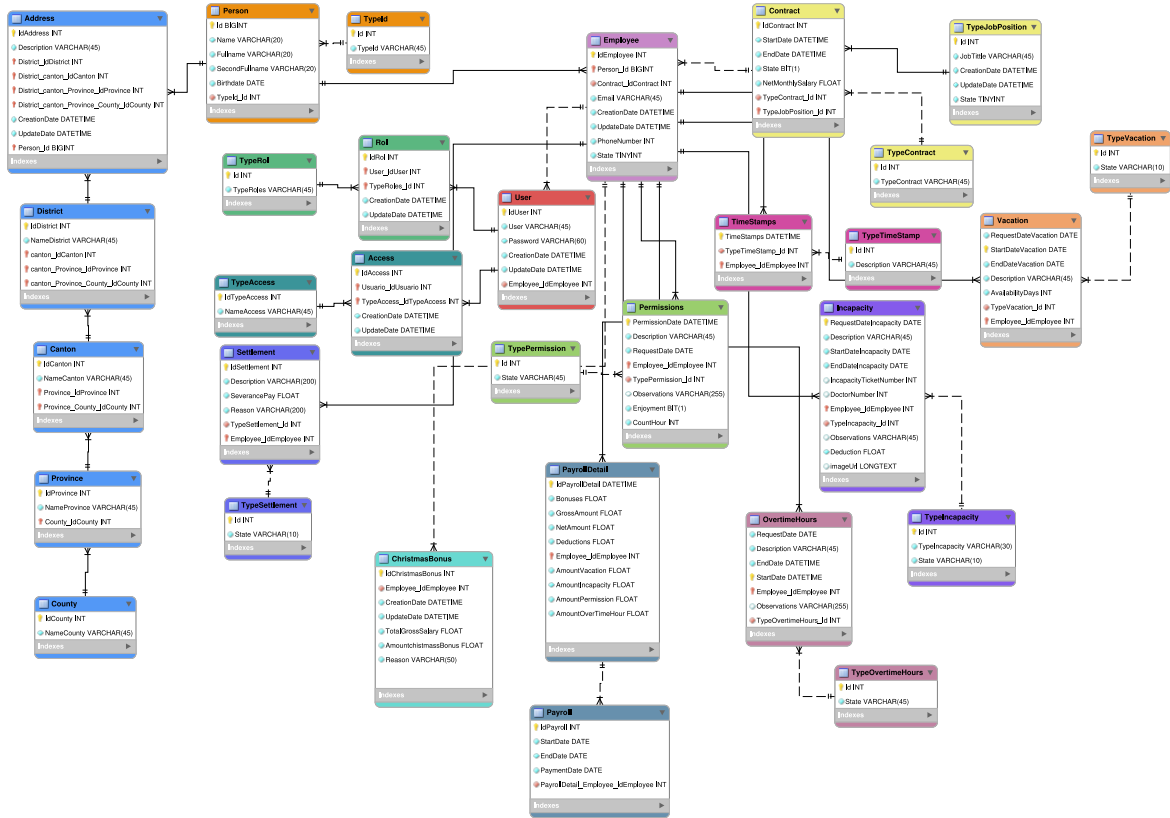 Address
IdAddress INT
Description VARCHAR(45)
District_IdDistrict INT
District_canton_IdCanton INT
District_canton_Province_IdProvince INT
District_canton_Province_County_IdCounty INT
CreationDate DATETIME
UpdateDate DATETIME
Person_Id BIGINT
Indexes
Person
Id BIGINT
Name VARCHAR(20)
Fullname VARCHAR(20)
SecondFullname VARCHAR(20)
Birthdate DATE
TypeId_Id INT
Indexes
TypeId
Id INT
TypeId VARCHAR(45)
Indexes
Employee
IdEmployee INT
Person_Id BIGINT
Contract_IdContract INT
Email VARCHAR(45)
CreationDate DATETIME
UpdateDate DATETIME
PhoneNumber INT
State TINYINT
Indexes
Contract
IdContract INT
StartDate DATETIME
EndDate DATETIME
State BIT(1)
NetMonthlySalary FLOAT
TypeContract_Id INT
TypeJobPosition_Id INT
Indexes
TypeJobPosition
Id INT
JobTittle VARCHAR(45)
CreationDate DATETIME
UpdateDate DATETIME
State TINYINT
Indexes
TypeContract
Id INT
TypeContract VARCHAR(45)
Indexes
TypeVacation
Id INT
State VARCHAR(10)
Indexes
TypeRol
Id INT
TypeRoles VARCHAR(45)
Indexes
Rol
IdRol INT
User_IdUser INT
TypeRoles_Id INT
CreationDate DATETIME
UpdateDate DATETIME
Indexes
User
IdUser INT
User VARCHAR(45)
Password VARCHAR(60)
CreationDate DATETIME
UpdateDate DATETIME
Employee_IdEmployee INT
Indexes
TimeStamps
TimeStamps DATETIME
TypeTimeStamp_Id INT
Employee_IdEmployee INT
Indexes
TypeTimeStamp
Id INT
Description VARCHAR(45)
Indexes
Vacation
RequestDateVacation DATE
StartDateVacation DATE
EndDateVacation DATE
Description VARCHAR(45)
AvailabilityDays INT
TypeVacation_Id INT
Employee_IdEmployee INT
Indexes
District
IdDistrict INT
NameDistrict VARCHAR(45)
canton_IdCanton INT
canton_Province_IdProvince INT
canton_Province_County_IdCounty INT
Indexes
TypeAccess
IdTypeAccess INT
NameAccess VARCHAR(45)
Indexes
Access
IdAccess INT
Usuario_IdUsuario INT
TypeAccess_IdTypeAccess INT
CreationDate DATETIME
UpdateDate DATETIME
Indexes
Permissions
PermissionDate DATETIME
Description VARCHAR(45)
RequestDate DATE
Employee_IdEmployee INT
TypePermission_Id INT
Observations VARCHAR(255)
Enjoyment BIT(1)
CountHour INT
Indexes
Incapacity
RequestDateIncapacity DATE
Description VARCHAR(45)
StartDateIncapacity DATE
EndDateIncapacity DATE
IncapacityTicketNumber INT
DoctorNumber INT
Employee_IdEmployee INT
TypeIncapacity_Id INT
Observations VARCHAR(45)
Deduction FLOAT
imageUrl LONGTEXT
Indexes
Canton
IdCanton INT
NameCanton VARCHAR(45)
Province_IdProvince INT
Province_County_IdCounty INT
Indexes
Settlement
IdSettlement INT
Description VARCHAR(200)
SeverancePay FLOAT
Reason VARCHAR(200)
TypeSettlement_Id INT
Employee_IdEmployee INT
Indexes
TypePermission
Id INT
State VARCHAR(45)
Indexes
Province
IdProvince INT
NameProvince VARCHAR(45)
County_IdCounty INT
Indexes
TypeSettlement
Id INT
State VARCHAR(10)
Indexes
PayrollDetail
IdPayrollDetail DATETIME
Bonuses FLOAT
GrossAmount FLOAT
NetAmount FLOAT
Deductions FLOAT
Employee_IdEmployee INT
AmountVacation FLOAT
AmountIncapacity FLOAT
AmountPermission FLOAT
AmountOverTimeHour FLOAT
Indexes
OvertimeHours
RequestDate DATE
Description VARCHAR(45)
EndDate DATETIME
StartDate DATETIME
Employee_IdEmployee INT
Observations VARCHAR(255)
TypeOvertimeHours_Id INT
Indexes
TypeIncapacity
Id INT
TypeIncapacity VARCHAR(30)
State VARCHAR(10)
Indexes
ChristmasBonus
IdChristmasBonus INT
Employee_IdEmployee INT
CreationDate DATETIME
UpdateDate DATETIME
TotalGrossSalary FLOAT
AmountchistmassBonus FLOAT
Reason VARCHAR(50)
Indexes
County
IdCounty INT
NameCounty VARCHAR(45)
Indexes
TypeOvertimeHours
Id INT
State VARCHAR(45)
Indexes
Payroll
IdPayroll INT
StartDate DATE
EndDate DATE
PaymentDate DATE
PayrollDetail_Employee_IdEmployee INT
Indexes